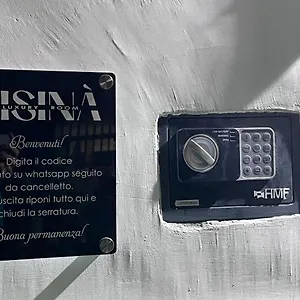 ISINÀ
LUXURY ROOM
Benvenuti!
Digita il codice
to su whatsapp seguito
da cancelletto.
uscita riponi tutto qui e
chiudi la serratura.
Buona permanenza!
HMF